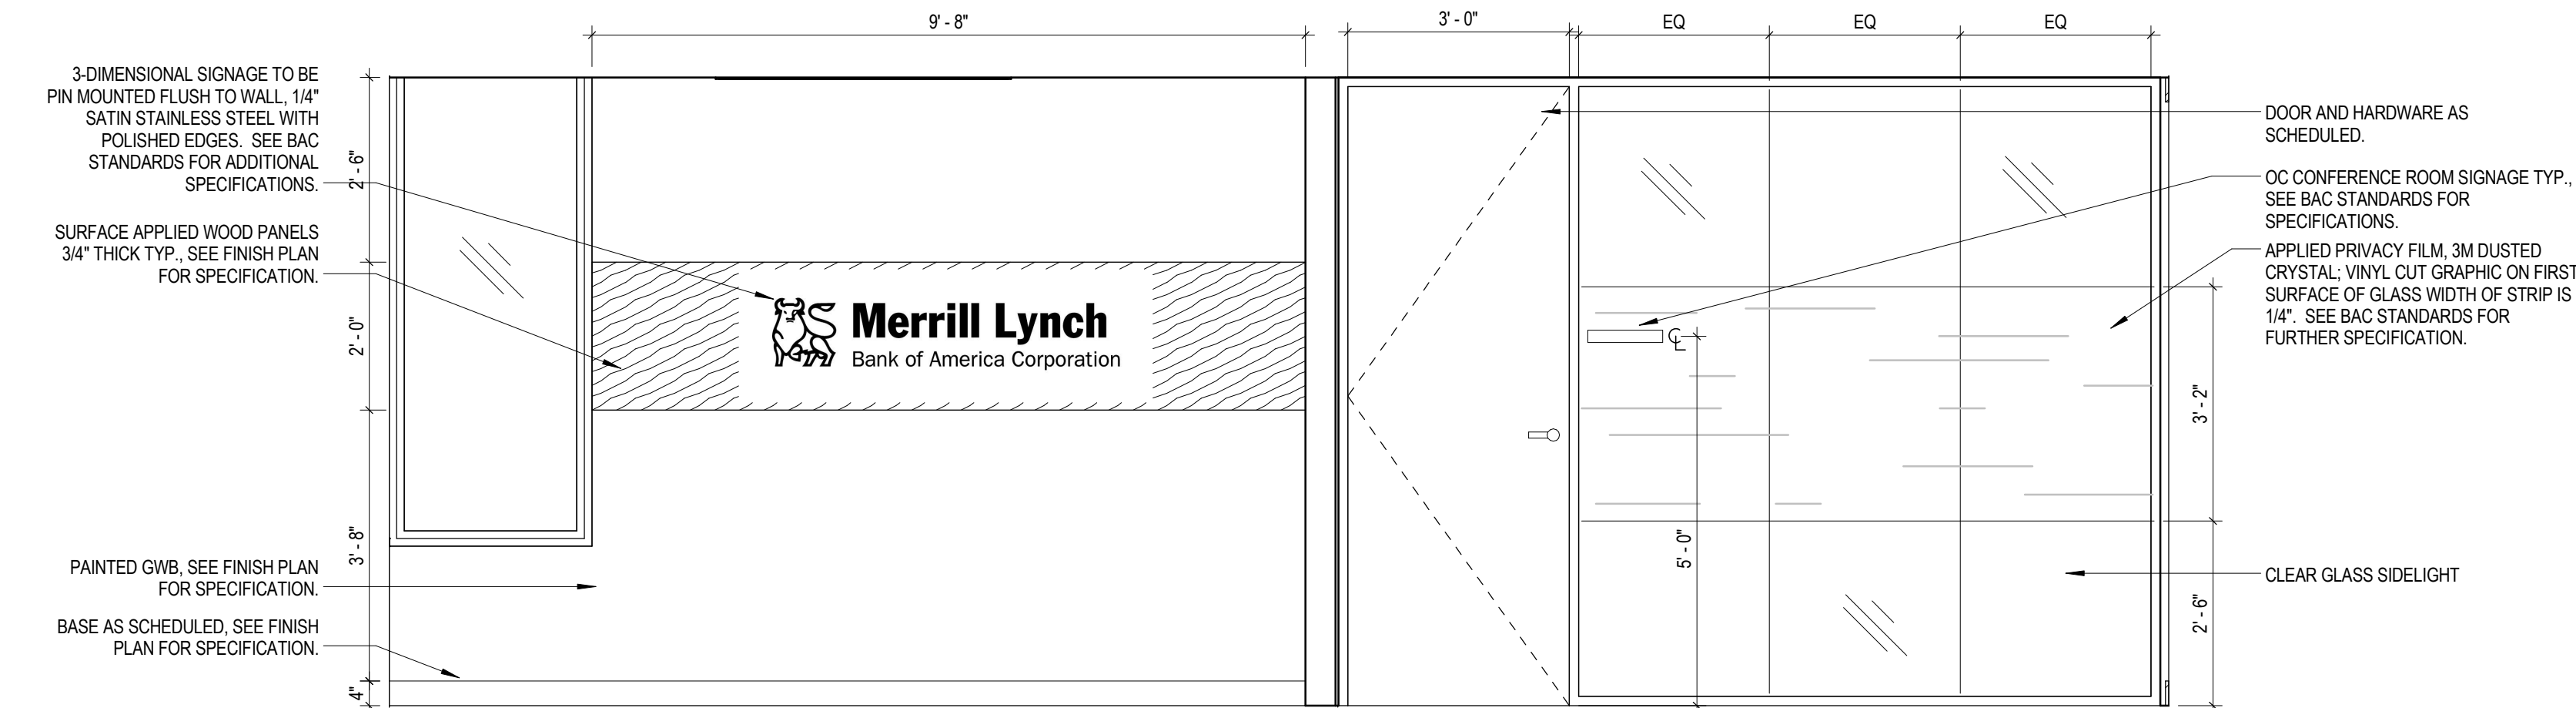 9' - 8"
3' - 0"
EQ
EQ
EQ
3-DIMENSIONAL SIGNAGE TO BE
PIN MOUNTED FLUSH TO WALL, 1/4"
SATIN STAINLESS STEEL WITH
POLISHED EDGES. SEE BAC
STANDARDS FOR ADDITIONAL
SPECIFICATIONS.
SURFACE APPLIED WOOD PANELS
3/4" THICK TYP., SEE FINISH PLAN
FOR SPECIFICATION.
PAINTED GWB, SEE FINISH PLAN
FOR SPECIFICATION.
BASE AS SCHEDULED, SEE FINISH
PLAN FOR SPECIFICATION.
2' - 6"
2' - 0"
3' - 8"
4"
Merrill Lynch
Bank of America Corporation
CL
5' - 0"
3' - 2"
2' - 6"
DOOR AND HARDWARE AS
SCHEDULED.
OC CONFERENCE ROOM SIGNAGE TYP.,
SEE BAC STANDARDS FOR
SPECIFICATIONS.
APPLIED PRIVACY FILM, 3M DUSTED
CRYSTAL; VINYL CUT GRAPHIC ON FIRST
SURFACE OF GLASS WIDTH OF STRIP IS
1/4". SEE BAC STANDARDS FOR
FURTHER SPECIFICATION.
CLEAR GLASS SIDELIGHT